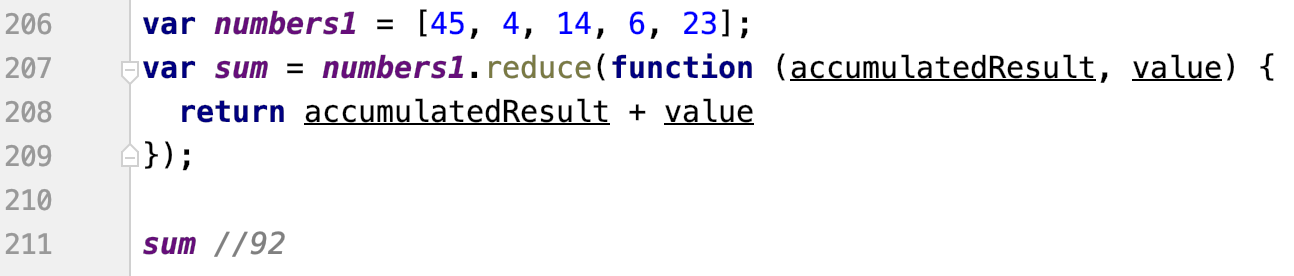 206 var numbers1 = [45, 4, 14, 6, 23];
207 var sum = numbers1.reduce(function (accumulatedResult, value) {
208   return accumulatedResult + value
209 });
210
211 sum //92